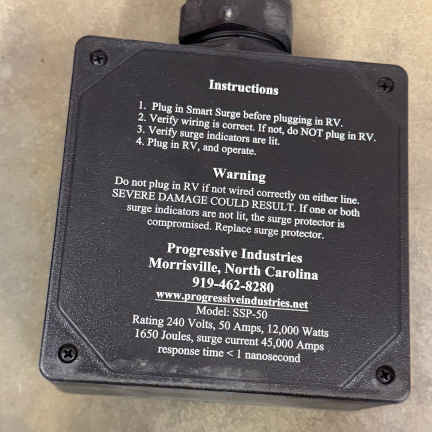 Instructions
1. Plug in Smart Surge before plugging in RV.
2. Verify wiring is correct. If not, do NOT plug in RV.
3. Verify surge indicators are lit.
4. Plug in RV, and operate.
Warning
Do not plug in RV if not wired correctly on either line.
SEVERE DAMAGE COULD RESULT. If one or both
surge indicators are not lit, the surge protector is
compromised. Replace surge protector.
Progressive Industries
Morrisville, North Carolina
919-462-8280
www.progressiveindustries.net
Model: SSP-50
Rating 240 Volts, 50 Amps, 12,000 Watts
1650 Joules, surge current 45,000 Amps
response time < 1 nanosecond